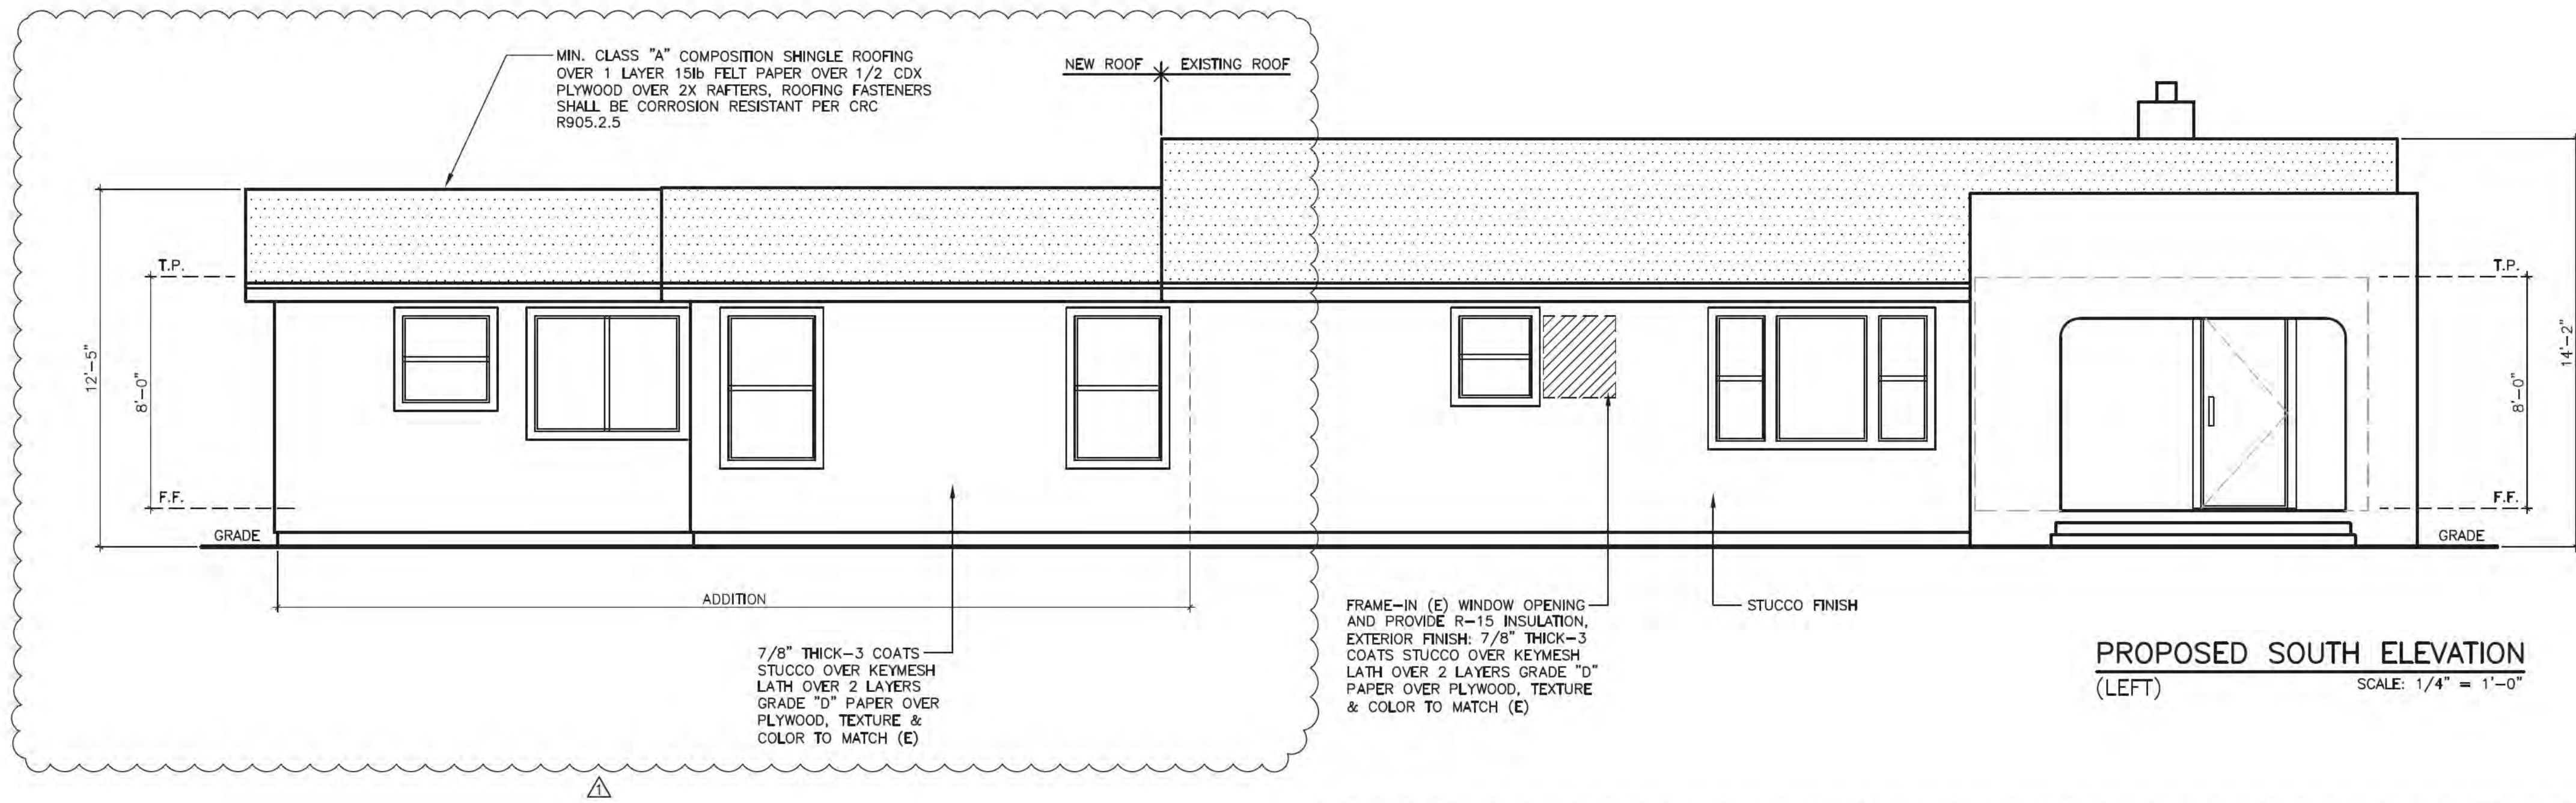 MIN. CLASS "A" COMPOSITION SHINGLE ROOFING
OVER 1 LAYER 15lb FELT PAPER OVER 1/2 CDX
PLYWOOD OVER 2X RAFTERS, ROOFING FASTENERS
SHALL BE CORROSION RESISTANT PER CRC
R905.2.5
NEW ROOF
EXISTING ROOF
T.P.
12'-5"
8'-0"
F.F.
GRADE
T.P.
14'-2"
8'-0"
F.F.
GRADE
ADDITION
7/8" THICK-3 COATS
STUCCO OVER KEYMESH
LATH OVER 2 LAYERS
GRADE "D" PAPER OVER
PLYWOOD, TEXTURE &
COLOR TO MATCH (E)
FRAME-IN (E) WINDOW OPENING
AND PROVIDE R-15 INSULATION,
EXTERIOR FINISH: 7/8" THICK-3
COATS STUCCO OVER KEYMESH
LATH OVER 2 LAYERS GRADE "D"
PAPER OVER PLYWOOD, TEXTURE
& COLOR TO MATCH (E)
STUCCO FINISH
PROPOSED SOUTH ELEVATION
(LEFT)
SCALE: 1/4" = 1'-0"
1